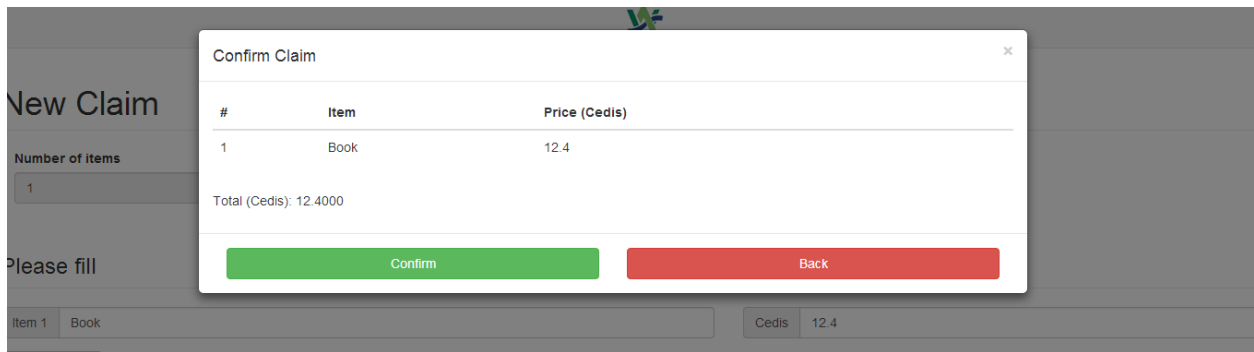 Confirm Claim ×
# Item Price (Cedis)
1 Book 12.4
Total (Cedis): 12.4000
Confirm Back
New Claim
Number of items
1
Please fill
Item 1 Book Cedis 12.4